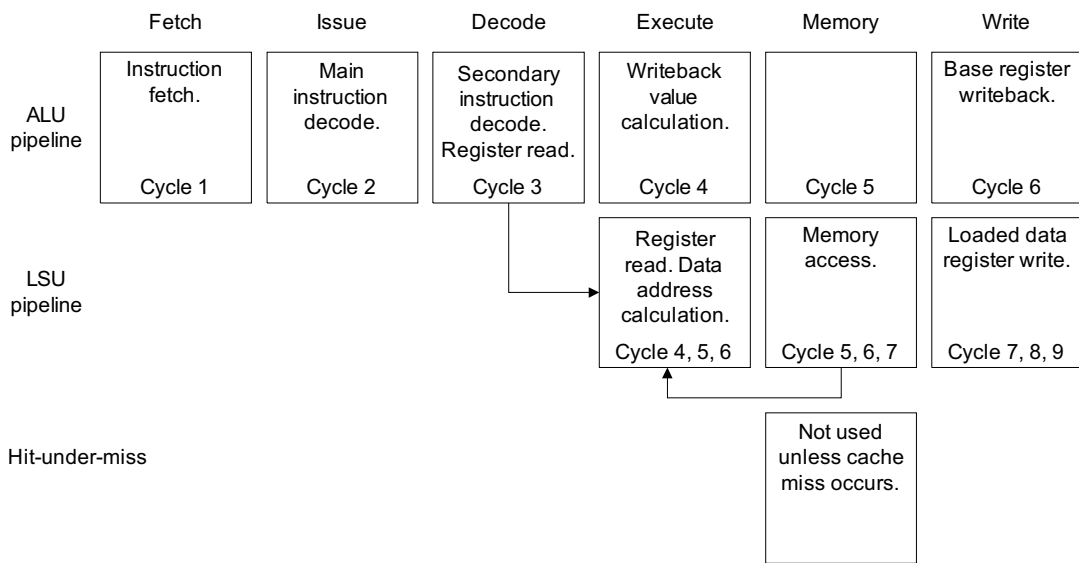 Fetch Issue Decode Execute Memory Write
ALU
pipeline
Instruction
fetch.
Cycle 1
Main
instruction
decode.
Cycle 2
Secondary
instruction
decode.
Register read.
Cycle 3
Writeback
value
calculation.
Cycle 4
Cycle 5
Base register
writeback.
Cycle 6
LSU
pipeline
Register
read. Data
address
calculation.
Cycle 4, 5, 6
Memory
access.
Cycle 5, 6, 7
Loaded data
register write.
Cycle 7, 8, 9
Hit-under-miss
Not used
unless cache
miss occurs.